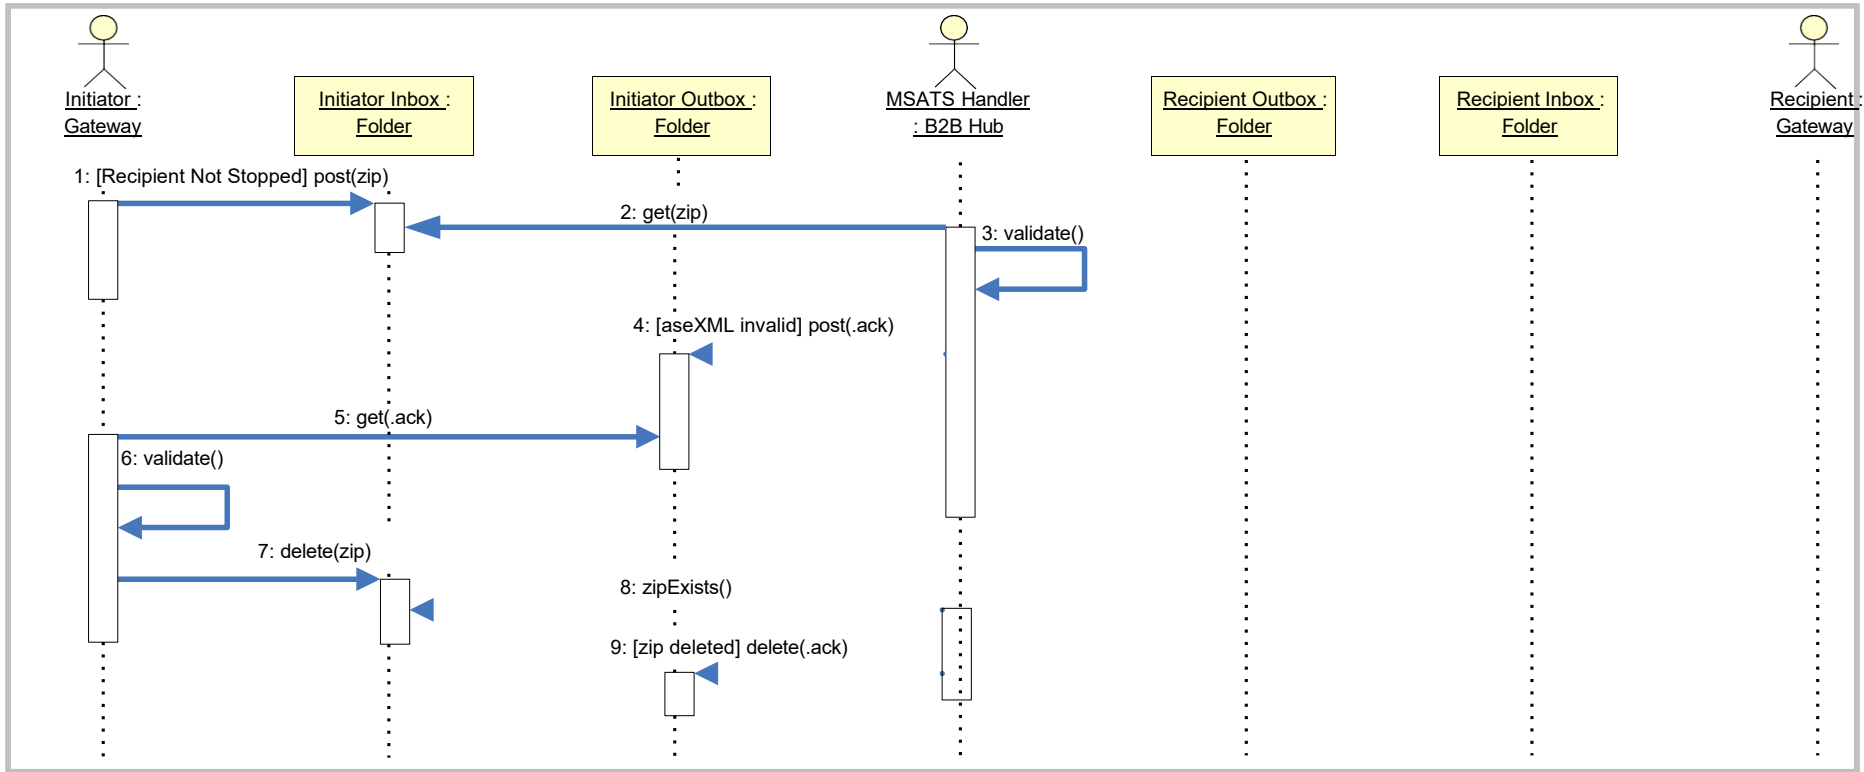 Initiator :
Gateway
Initiator Inbox :
Folder
Initiator Outbox :
Folder
MSATS Handler
: B2B Hub
Recipient Outbox :
Folder
Recipient Inbox :
Folder
Recipient :
Gateway
1: [Recipient Not Stopped] post(zip)
2: get(zip)
3: validate()
4: [aseXML invalid] post(.ack)
5: get(.ack)
6: validate()
7: delete(zip)
8: zipExists()
9: [zip deleted] delete(.ack)